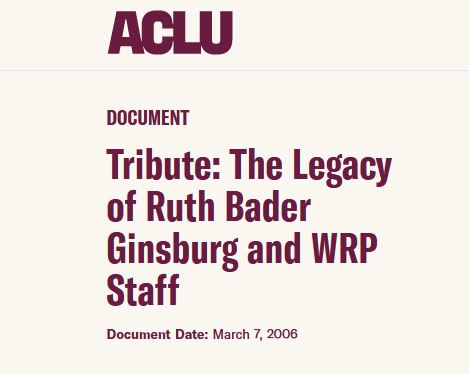 ACLU
DOCUMENT
Tribute: The Legacy
of Ruth Bader
Ginsburg and WRP
Staff
Document Date: March 7, 2006